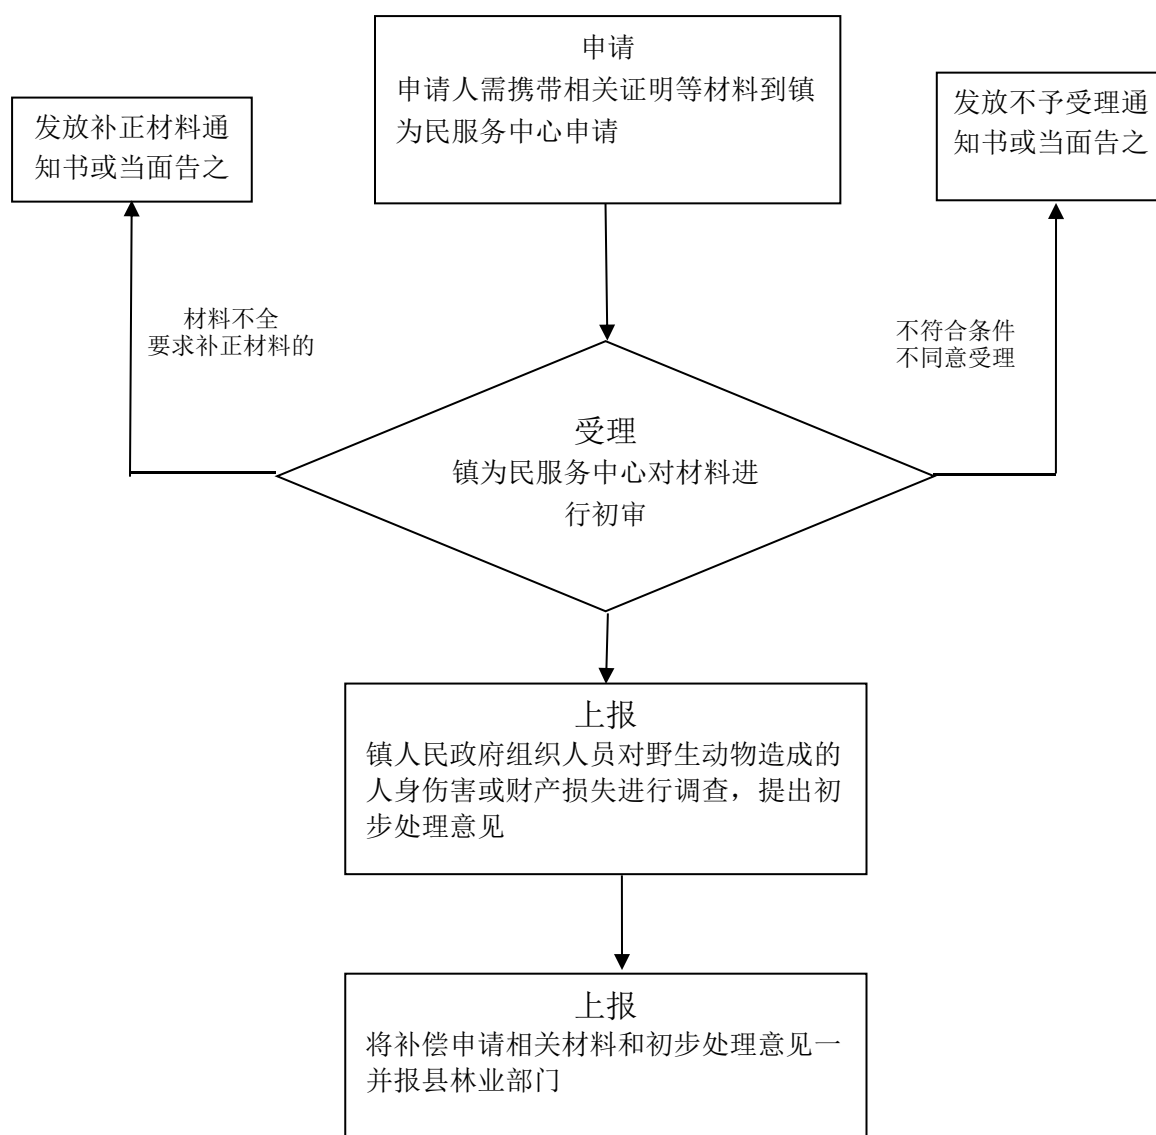 申请
申请人需携带相关证明等材料到镇
为民服务中心申请
发放补正材料通
知书或当面告之
发放不予受理通
知书或当面告之
材料不全
要求补正材料的
不符合条件
不同意受理
受理
镇为民服务中心对材料进
行初审
上报
镇人民政府组织人员对野生动物造成的
人身伤害或财产损失进行调查，提出初
步处理意见
上报
将补偿申请相关材料和初步处理意见一
并报县林业部门